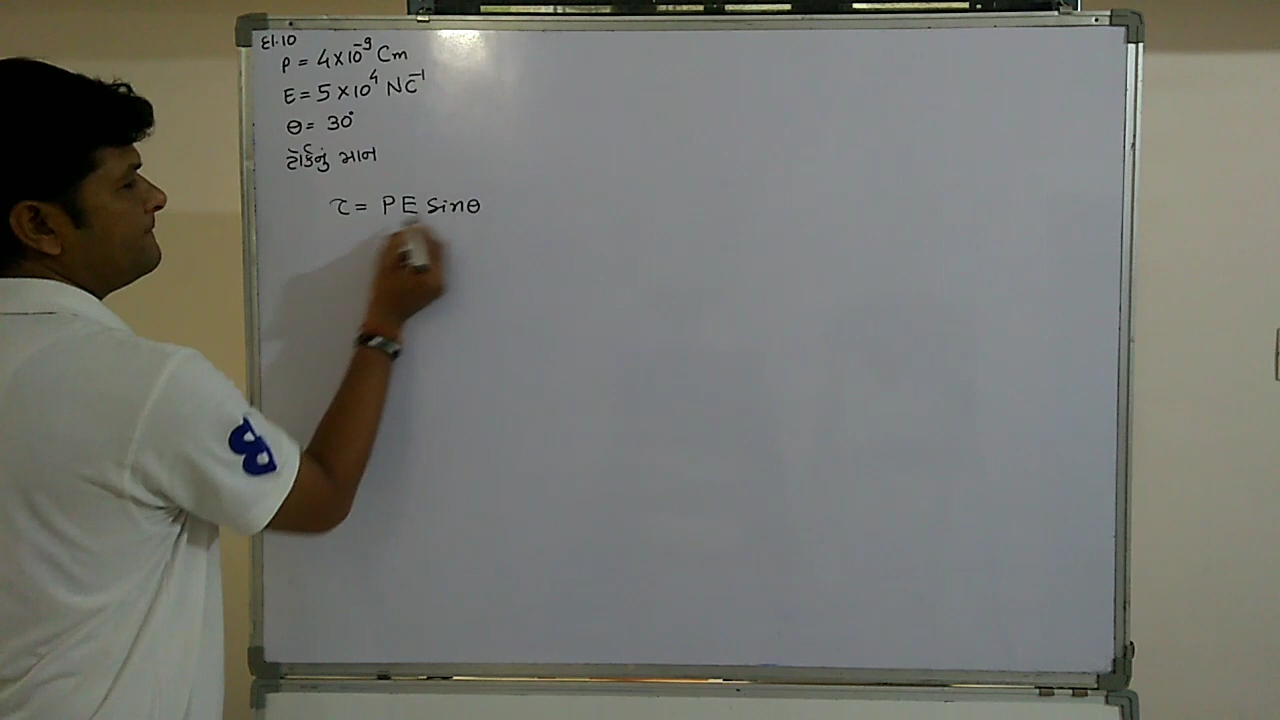 દા.10
P = 4×10⁻⁹ Cm
E = 5×10⁴ NC⁻¹
θ = 30°
ટૉર્કનું માન
τ = PE Sinθ
B